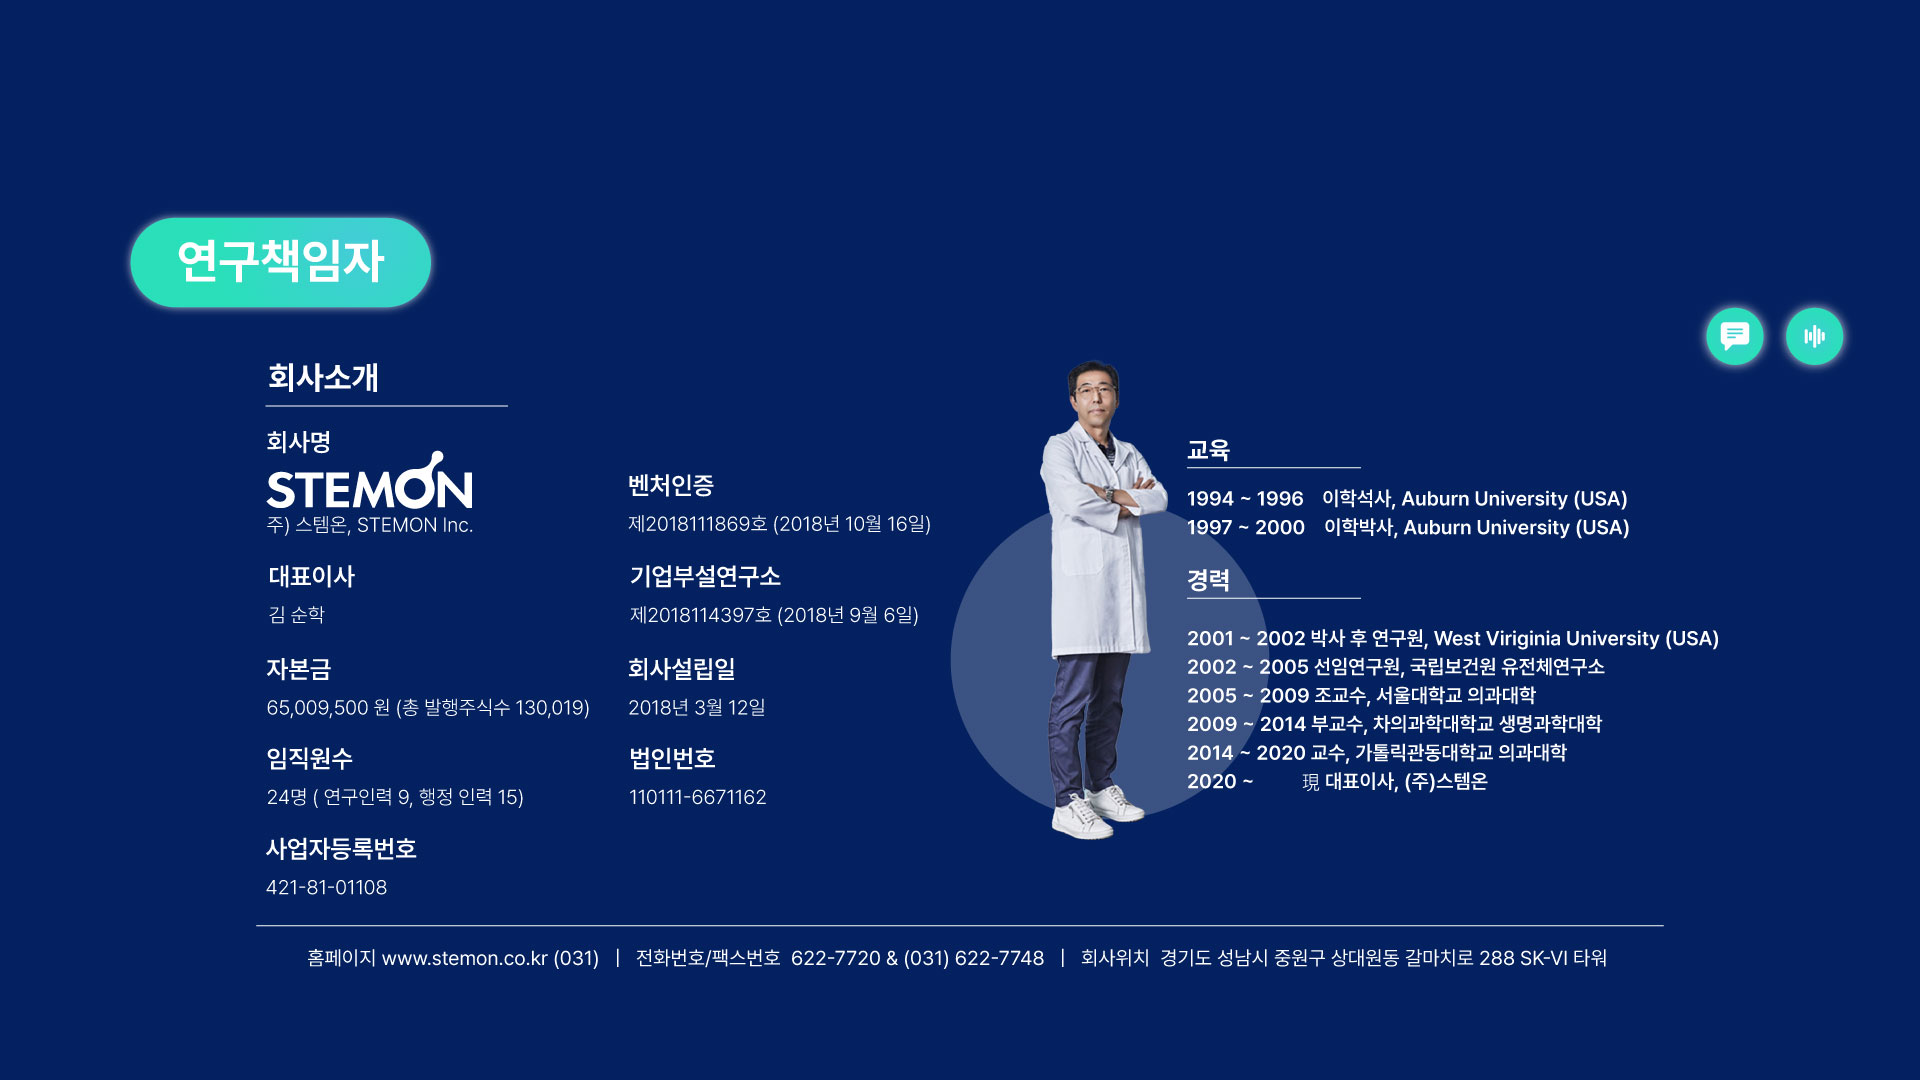 연구책임자
회사소개
회사명
STEMON
주) 스템온, STEMON Inc.
대표이사
김 순학
자본금
65,009,500 원 (총 발행주식수 130,019)
임직원수
24명 ( 연구인력 9, 행정 인력 15)
사업자등록번호
421-81-01108
벤처인증
제2018111869호 (2018년 10월 16일)
기업부설연구소
제2018114397호 (2018년 9월 6일)
회사설립일
2018년 3월 12일
법인번호
110111-6671162
교육
1994 ~ 1996 이학석사, Auburn University (USA)
1997 ~ 2000 이학박사, Auburn University (USA)
경력
2001 ~ 2002 박사 후 연구원, West Viriginia University (USA)
2002 ~ 2005 선임연구원, 국립보건원 유전체연구소
2005 ~ 2009 조교수, 서울대학교 의과대학
2009 ~ 2014 부교수, 차의과학대학교 생명과학대학
2014 ~ 2020 교수, 가톨릭관동대학교 의과대학
2020 ~ 現 대표이사, (주)스템온
홈페이지 www.stemon.co.kr (031) | 전화번호/팩스번호 622-7720 & (031) 622-7748 | 회사위치 경기도 성남시 중원구 상대원동 갈마치로 288 SK-VI 타워